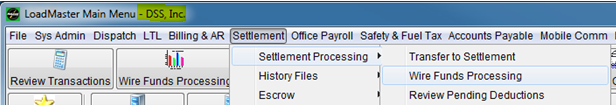 LoadMaster Main Menu - DSS, Inc.
File Sys Admin Dispatch LTL Billing & AR Settlement Office Payroll Safety & Fuel Tax Accounts Payable Mobile Comm
Review Transactions Wire Funds Processing
Settlement Processing Transfer to Settlement
History Files Wire Funds Processing
Escrow Review Pending Deductions